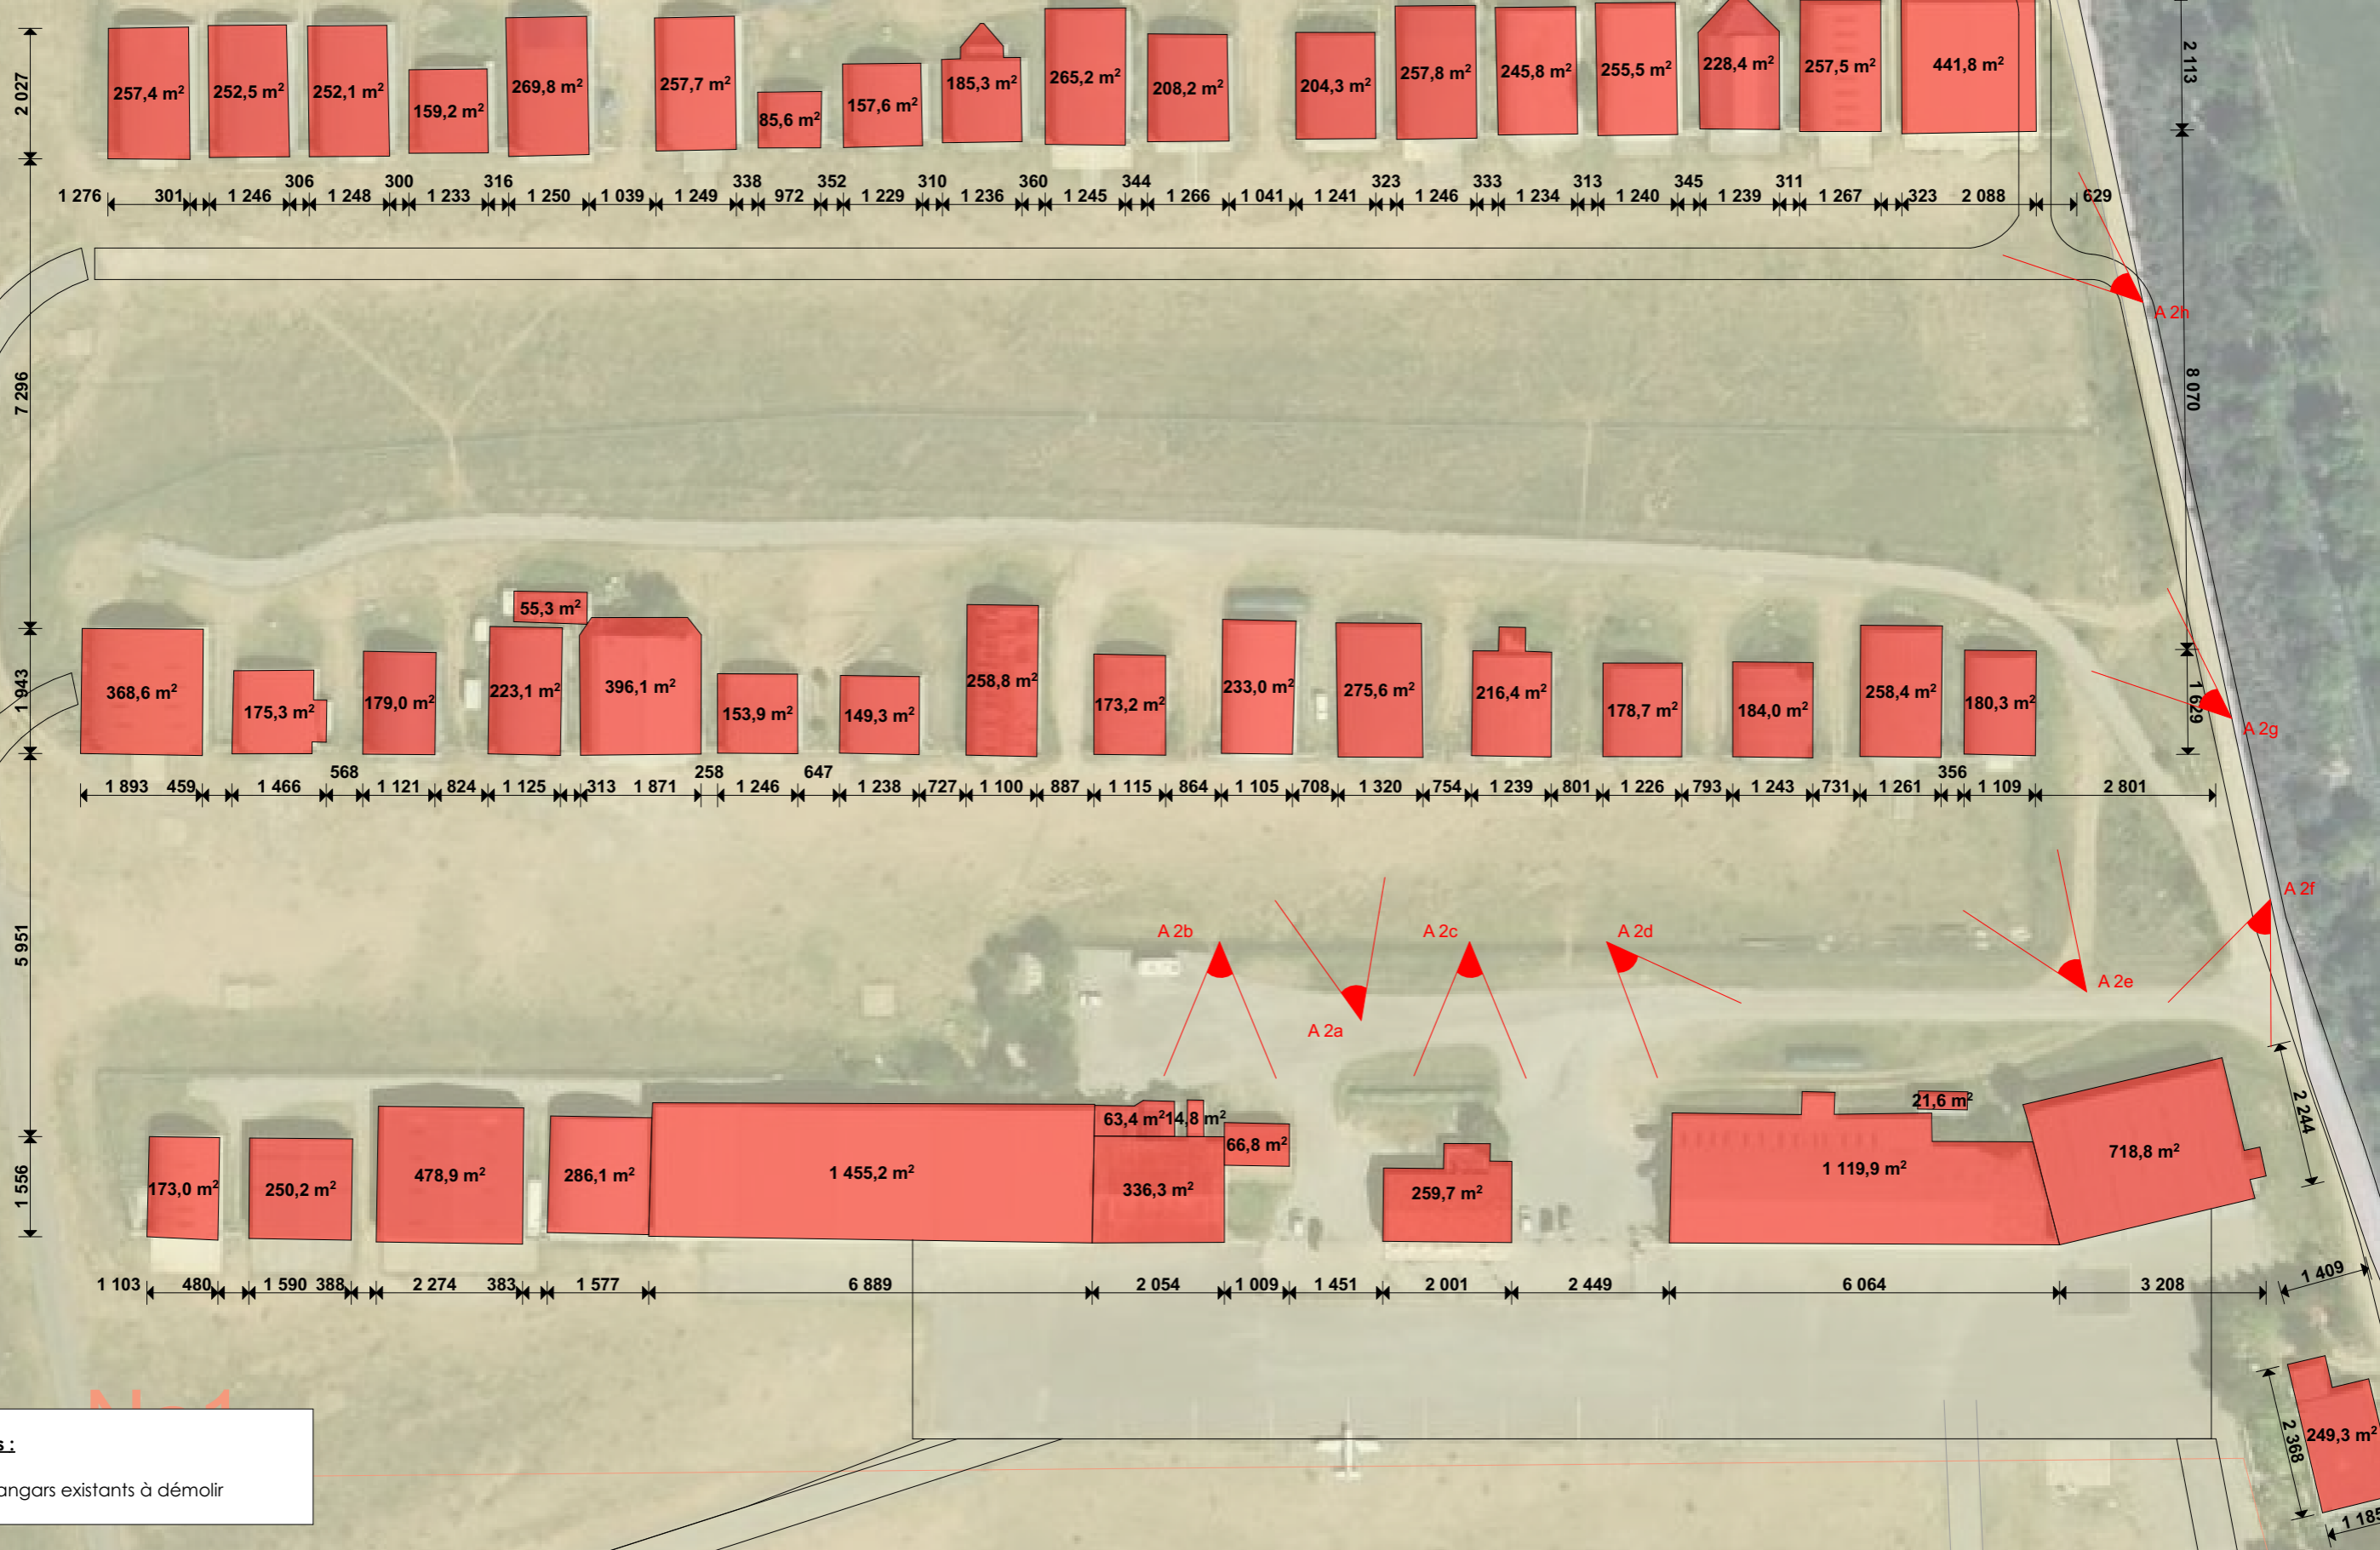 257,4 m²
252,5 m²
252,1 m²
159,2 m²
269,8 m²
257,7 m²
85,6 m²
157,6 m²
185,3 m²
265,2 m²
208,2 m²
204,3 m²
257,8 m²
245,8 m²
255,5 m²
228,4 m²
257,5 m²
441,8 m²
2 027
2 113
306 300 316 338 352 310 360 344 323 333 313 345 311
1 276 301 1 246 1 248 1 233 1 250 1 039 1 249 972 1 229 1 236 1 245 1 266 1 041 1 241 1 246 1 234 1 240 1 239 1 267 323 2 088 629
A 2h
7 296
8 070
55,3 m²
368,6 m²
175,3 m²
179,0 m²
223,1 m²
396,1 m²
153,9 m²
149,3 m²
258,8 m²
173,2 m²
233,0 m²
275,6 m²
216,4 m²
178,7 m²
184,0 m²
258,4 m²
180,3 m²
1 943
1 629
A 2g
568 258 647 356
1 893 459 1 466 1 121 824 1 125 313 1 871 1 246 1 238 727 1 100 887 1 115 864 1 105 708 1 320 754 1 239 801 1 226 793 1 243 731 1 261 1 109 2 801
A 2f
5 951
A 2b
A 2c
A 2d
A 2e
A 2a
63,4 m²
14,8 m²
21,6 m²
66,8 m²
173,0 m²
250,2 m²
478,9 m²
286,1 m²
1 455,2 m²
336,3 m²
259,7 m²
1 119,9 m²
718,8 m²
1 556
2 244
1 103 480 1 590 388 2 274 383 1 577 6 889 2 054 1 009 1 451 2 001 2 449 6 064 3 208
1 409
2 368
249,3 m²
1 185
s :
angars existants à démolir